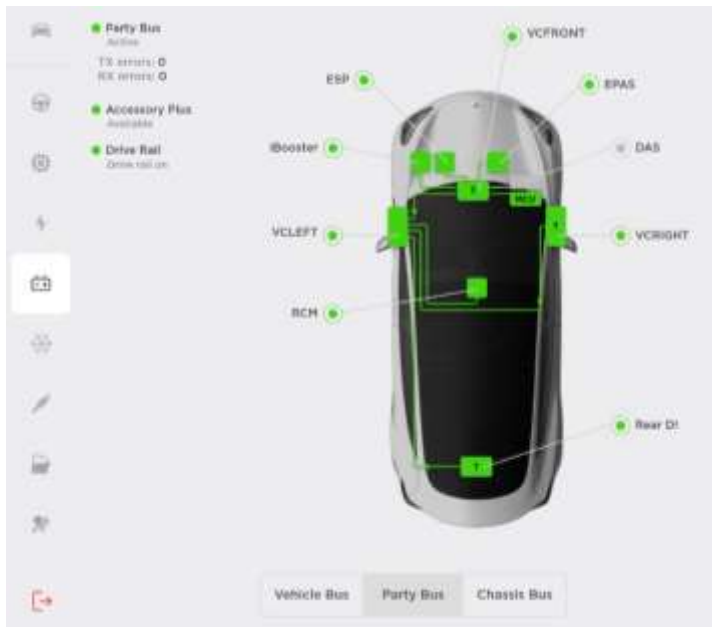 Party Bus
Active
TX errors: 0
RX errors: 0
Accessory Plus
Available
Drive Rail
Drive rail on
VCFRONT
ESP
EPAS
iBooster
DAS
MCU
VCLEFT
VCRIGHT
RCM
Rear DI
Vehicle Bus
Party Bus
Chassis Bus